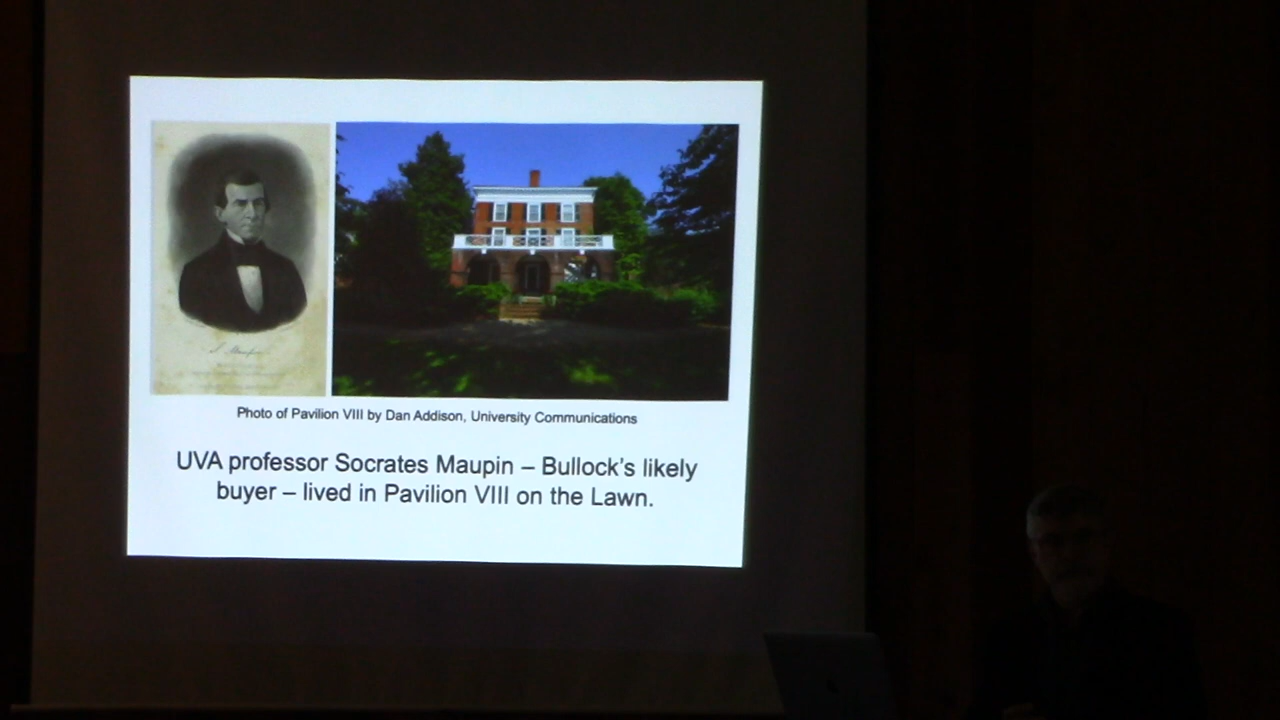 S. Maupin
Photo of Pavilion VIII by Dan Addison, University Communications
UVA professor Socrates Maupin – Bullock's likely
buyer – lived in Pavilion VIII on the Lawn.